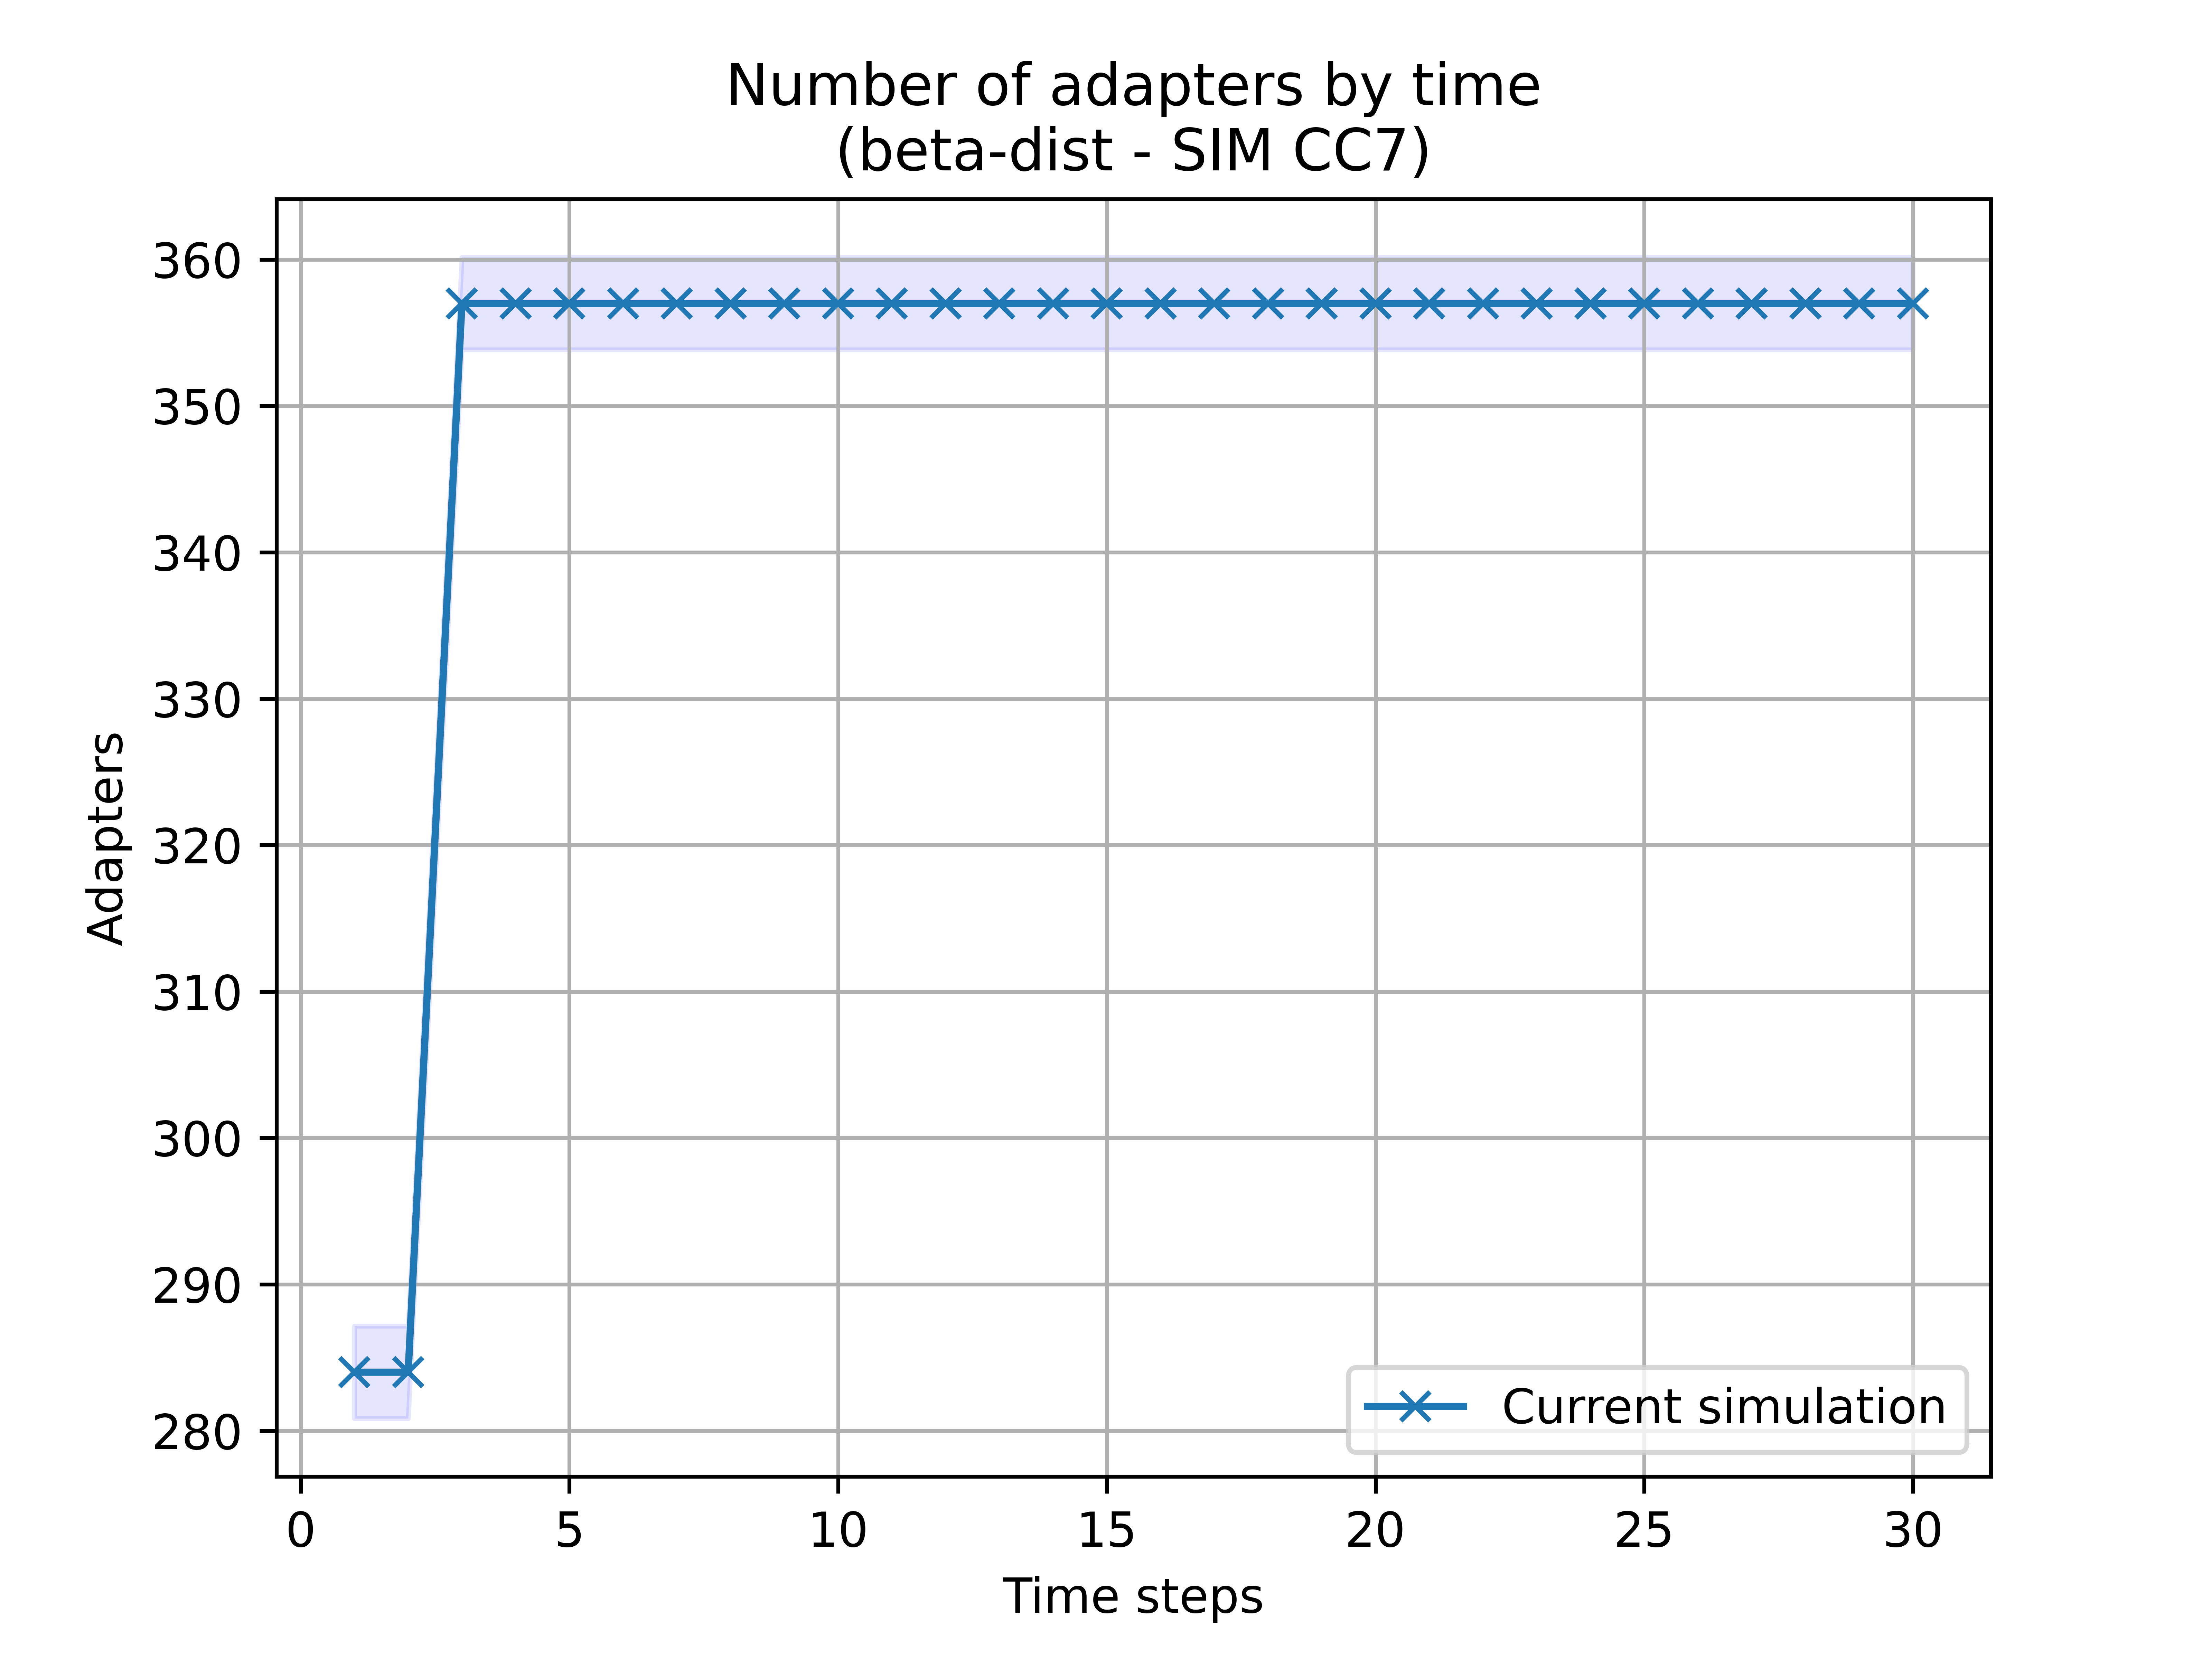 Number of adapters by time
(beta-dist - SIM CC7)
360
350
340
330
320
310
300
290
280
Adapters
Current simulation
0 5 10 15 20 25 30
Time steps